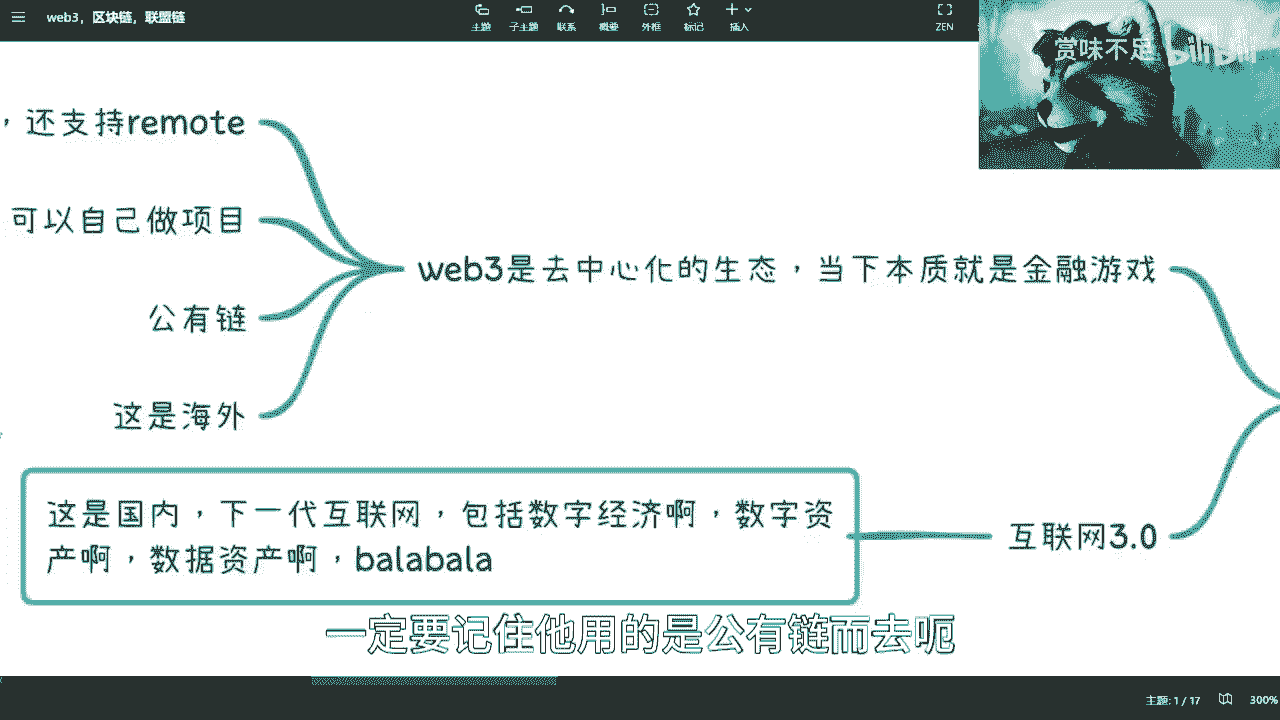 web3，区块链，联盟链
主题
子主题
联系
概要
外框
标记
插入
ZEN
赏味不足
bilibili
，还支持remote
可以自己做项目
web3是去中心化的生态，当下本质就是金融游戏
公有链
这是海外
这是国内，下一代互联网，包括数字经济啊，数字资
产啊，数据资产啊，balabala
互联网3.0
一定要记住他用的是公有链而去呃
主题: 1 / 17
300%